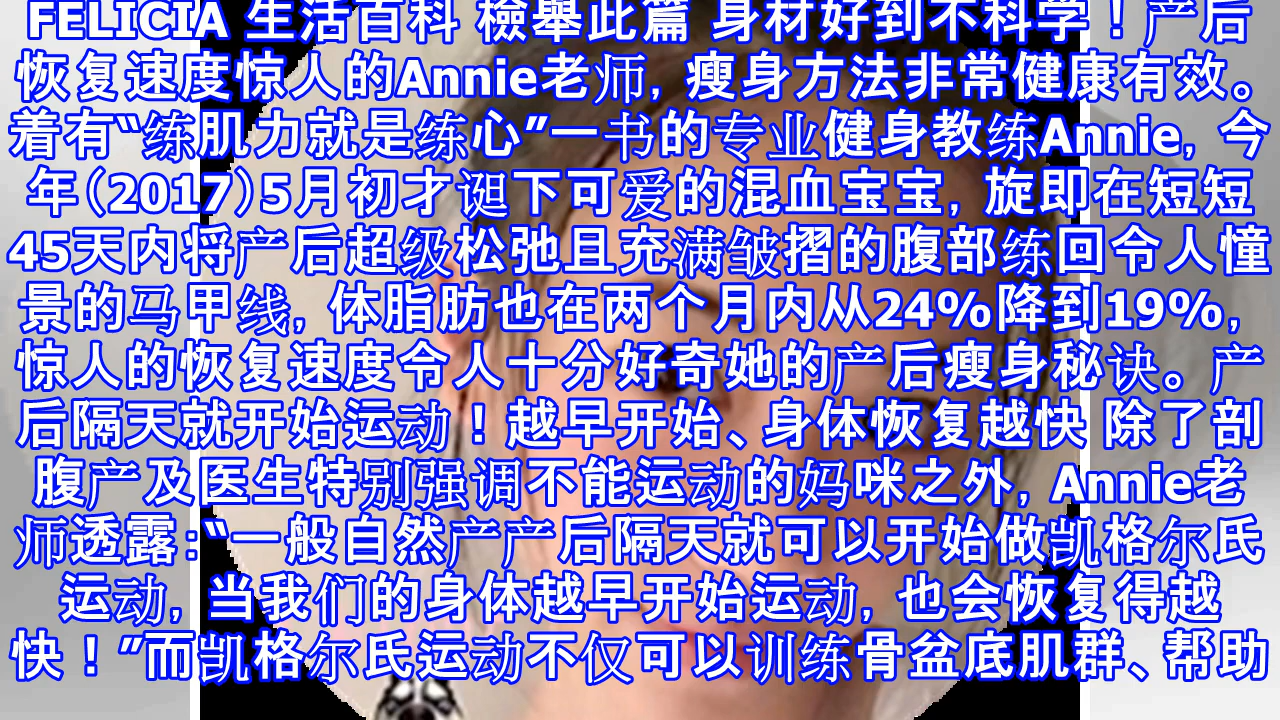 FELICIA 生活百科 檢舉此篇 身材好到不科学！产后
恢复速度惊人的Annie老师, 瘦身方法非常健康有效。
着有“练肌力就是练心”一书的专业健身教练Annie, 今
年(2017)5月初才诞下可爱的混血宝宝, 旋即在短短
45天内将产后超级松弛且充满皱摺的腹部练回令人憧
景的马甲线, 体脂肪也在两个月内从24%降到19%,
惊人的恢复速度令人十分好奇她的产后瘦身秘诀。产
后隔天就开始运动！越早开始、身体恢复越快 除了剖
腹产及医生特别强调不能运动的妈咪之外, Annie老
师透露:“一般自然产产后隔天就可以开始做凯格尔氏
运动, 当我们的身体越早开始运动, 也会恢复得越
快！”而凯格尔氏运动不仅可以训练骨盆底肌群、帮助